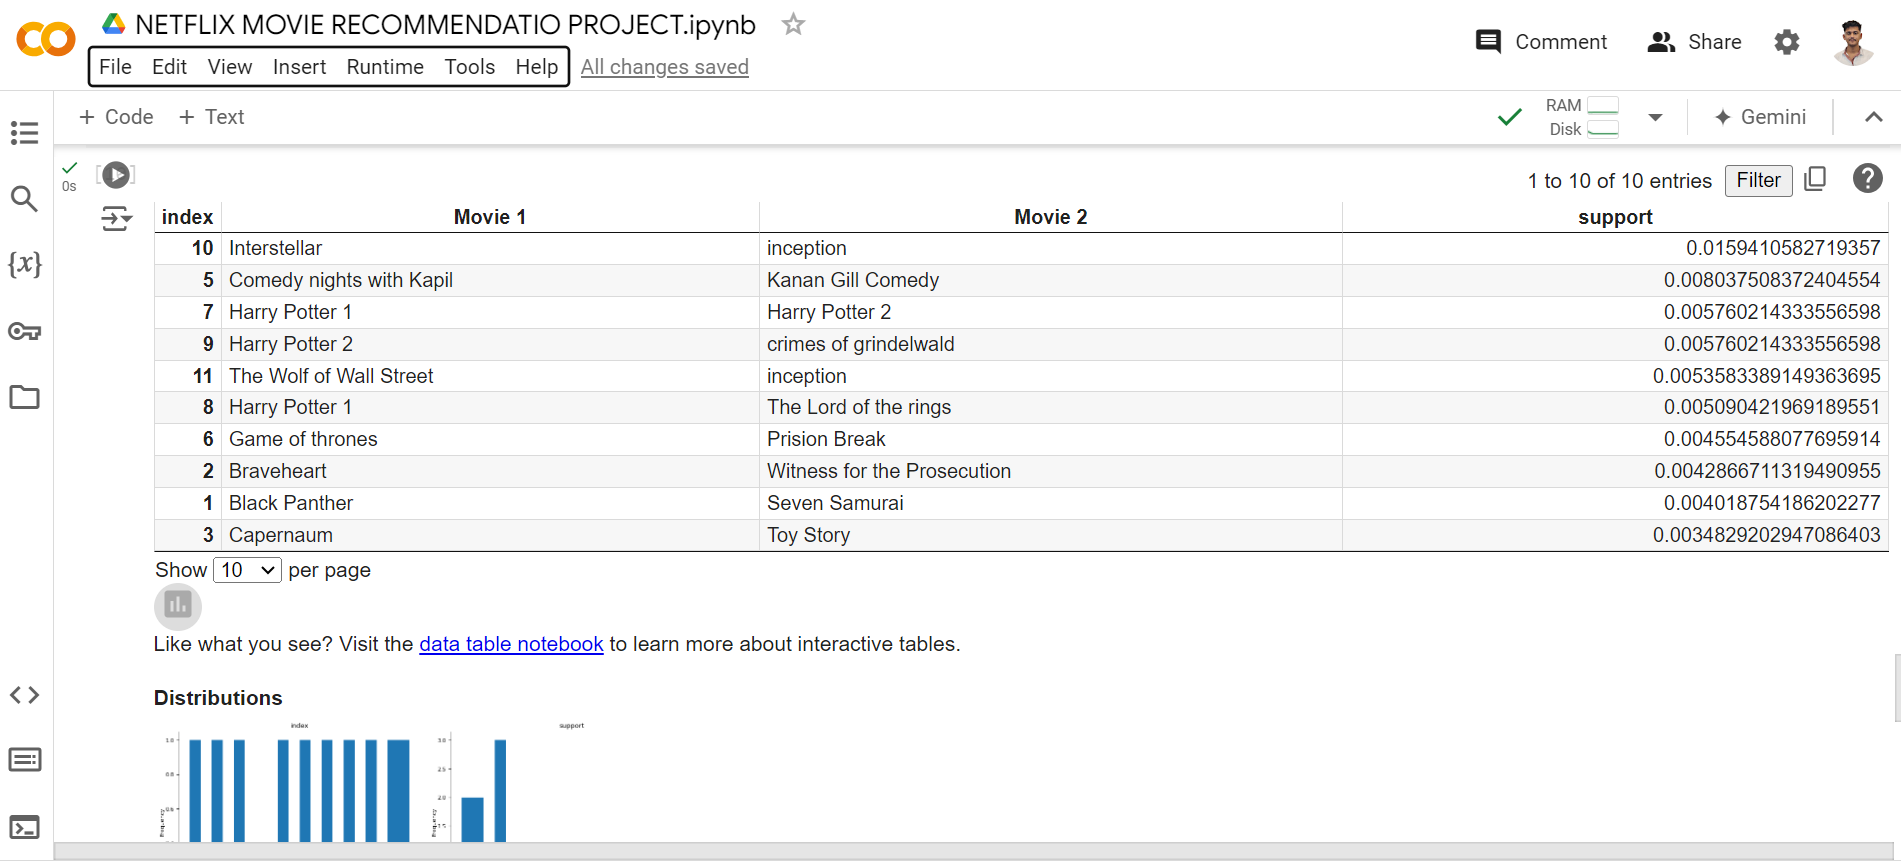 NETFLIX MOVIE RECOMMENDATIO PROJECT.ipynb
File Edit View Insert Runtime Tools Help All changes saved
Comment Share
+ Code + Text
RAM
Disk
Gemini
0s
1 to 10 of 10 entries Filter
index Movie 1 Movie 2 support
10 Interstellar inception 0.0159410582719357
5 Comedy nights with Kapil Kanan Gill Comedy 0.008037508372404554
7 Harry Potter 1 Harry Potter 2 0.005760214333556598
9 Harry Potter 2 crimes of grindelwald 0.005760214333556598
11 The Wolf of Wall Street inception 0.0053583389149363695
8 Harry Potter 1 The Lord of the rings 0.005090421969189551
6 Game of thrones Prision Break 0.004554588077695914
2 Braveheart Witness for the Prosecution 0.0042866711319490955
1 Black Panther Seven Samurai 0.004018754186202277
3 Capernaum Toy Story 0.0034829202947086403
Show 10 per page
Like what you see? Visit the data table notebook to learn more about interactive tables.
Distributions
index support
1.0 3.0
2.5
0.8
2.0
0.6
Frequency